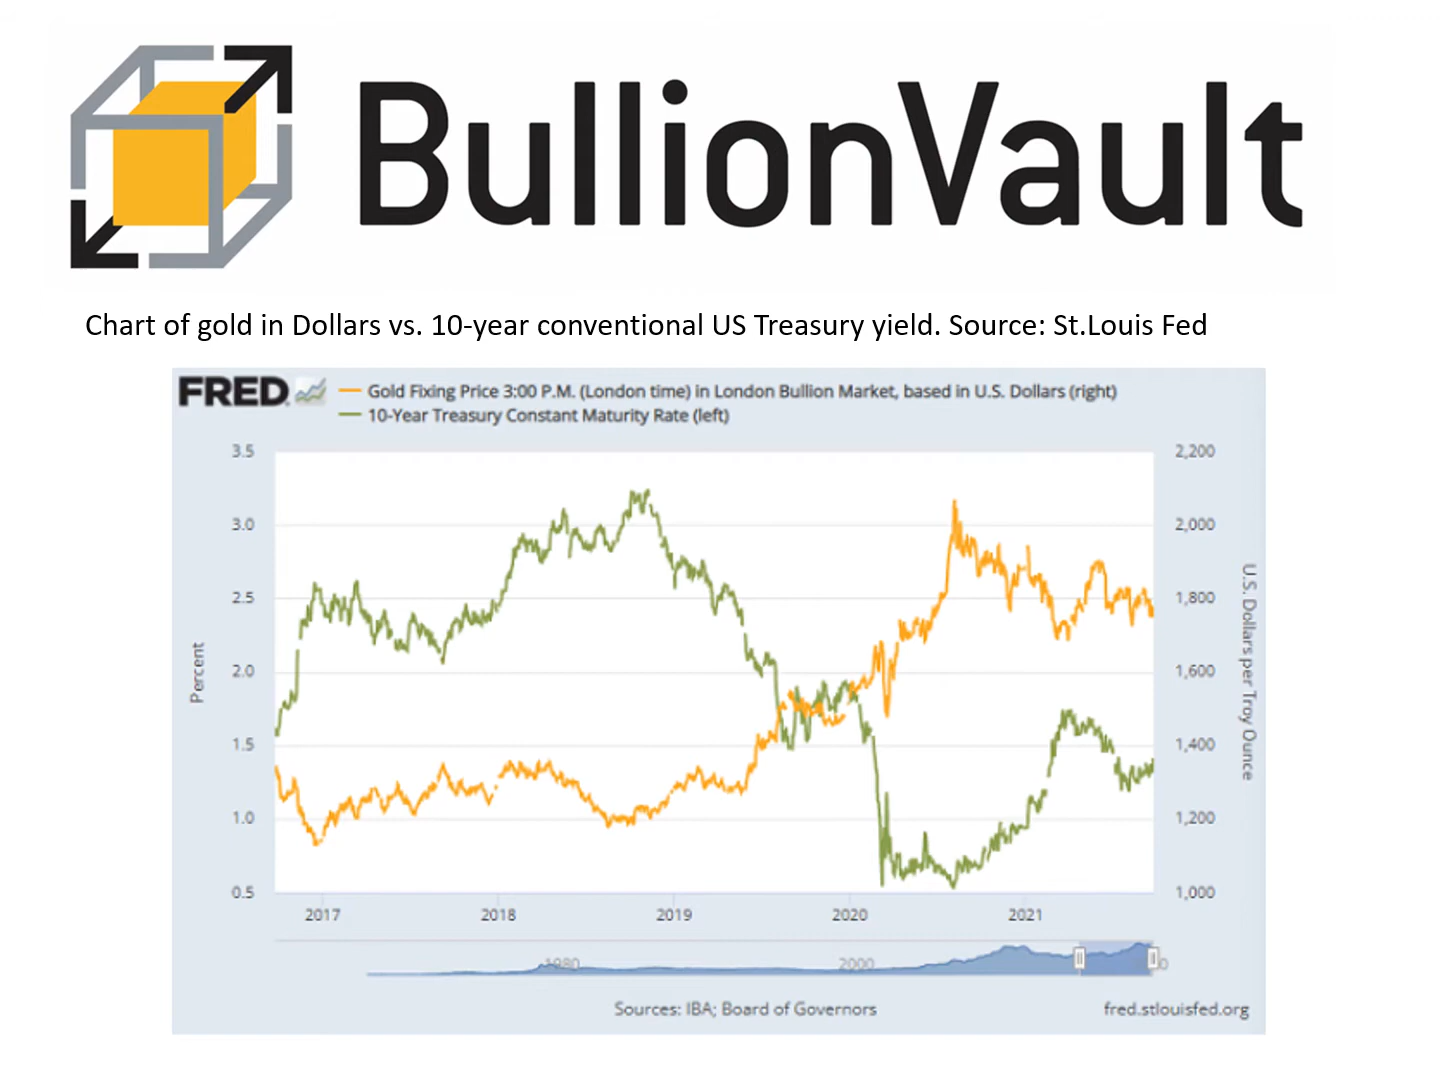 BullionVault
Chart of gold in Dollars vs. 10-year conventional US Treasury yield. Source: St.Louis Fed
FRED
Gold Fixing Price 3:00 P.M. (London time) in London Bullion Market, based in U.S. Dollars (right)
10-Year Treasury Constant Maturity Rate (left)
3.5 2,200
3.0 2,000
2.5 1,800
2.0 1,600
1.5 1,400
1.0 1,200
0.5 1,000
Percent
U.S. Dollars per Troy Ounce
2017 2018 2019 2020 2021
1980 2000
Sources: IBA; Board of Governors fred.stlouisfed.org